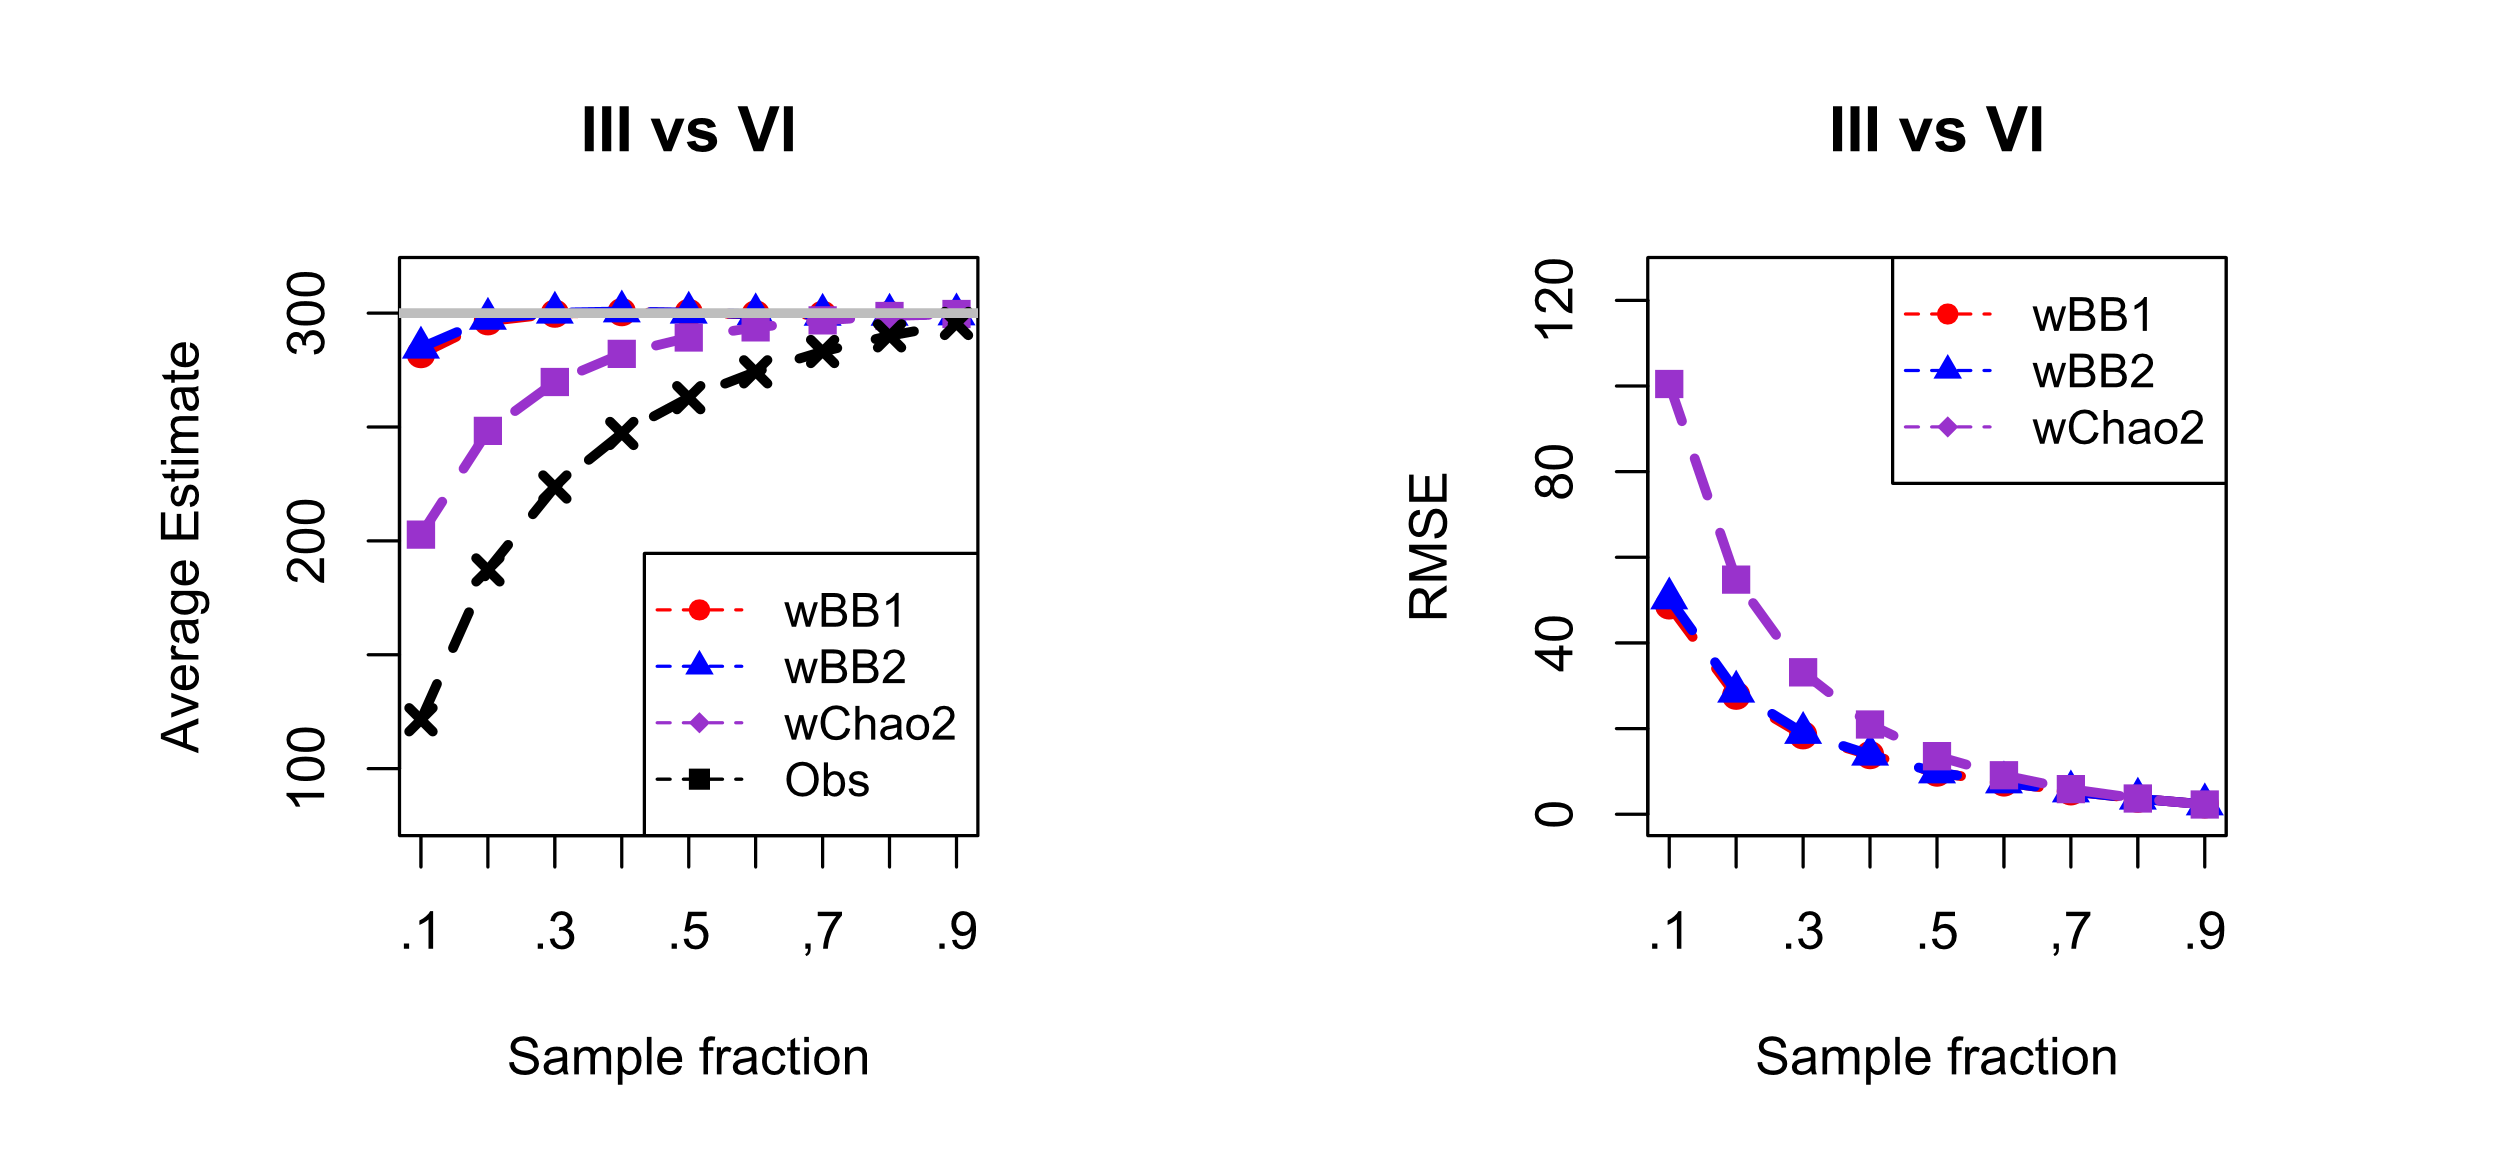 III vs VI
Average Estimate
100
200
300
wBB1
wBB2
wChao2
Obs
.1 .3 .5 ,7 .9
Sample fraction
III vs VI
RMSE
0
40
80
120
wBB1
wBB2
wChao2
.1 .3 .5 ,7 .9
Sample fraction